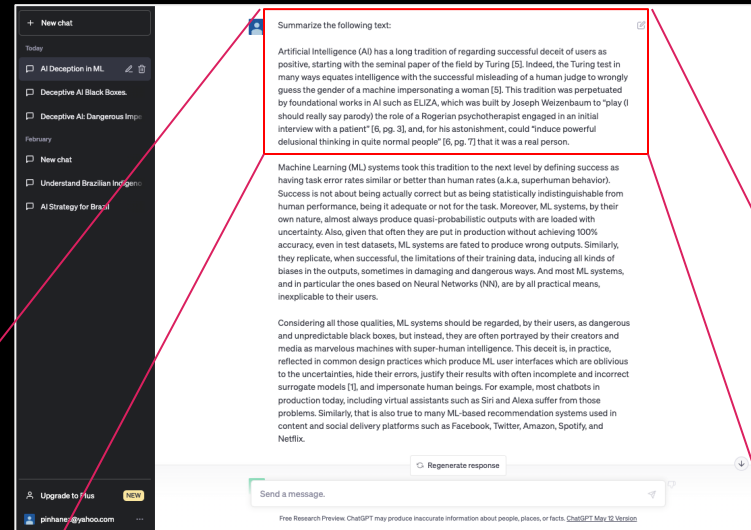 + New chat
Today
AI Deception in ML
Deceptive AI Black Boxes.
Deceptive AI: Dangerous Impe
February
New chat
Understand Brazilian Indigeno
AI Strategy for Brazil
Upgrade to Plus NEW
pinhanez@yahoo.com ...
Summarize the following text:
Artificial Intelligence (AI) has a long tradition of regarding successful deceit of users as
positive, starting with the seminal paper of the field by Turing [5]. Indeed, the Turing test in
many ways equates intelligence with the successful misleading of a human judge to wrongly
guess the gender of a machine impersonating a woman [5]. This tradition was perpetuated
by foundational works in AI such as ELIZA, which was built by Joseph Weizenbaum to "play (I
should really say parody) the role of a Rogerian psychotherapist engaged in an initial
interview with a patient" [6, pg. 3], and, for his astonishment, could "induce powerful
delusional thinking in quite normal people" [6, pg. 7] that it was a real person.
Machine Learning (ML) systems took this tradition to the next level by defining success as
having task error rates similar or better than human rates (a.k.a, superhuman behavior).
Success is not about being actually correct but as being statistically indistinguishable from
human performance, being it adequate or not for the task. Moreover, ML systems, by their
own nature, almost always produce quasi-probabilistic outputs with are loaded with
uncertainty. Also, given that often they are put in production without achieving 100%
accuracy, even in test datasets, ML systems are fated to produce wrong outputs. Similarly,
they replicate, when successful, the limitations of their training data, inducing all kinds of
biases in the outputs, sometimes in damaging and dangerous ways. And most ML systems,
and in particular the ones based on Neural Networks (NN), are by all practical means,
inexplicable to their users.
Considering all those qualities, ML systems should be regarded, by their users, as dangerous
and unpredictable black boxes, but instead, they are often portrayed by their creators and
media as marvelous machines with super-human intelligence. This deceit is, in practice,
reflected in common design practices which produce ML user interfaces which are oblivious
to the uncertainties, hide their errors, justify their results with often incomplete and incorrect
surrogate models [1], and impersonate human beings. For example, most chatbots in
production today, including virtual assistants such as Siri and Alexa suffer from those
problems. Similarly, that is also true to many ML-based recommendation systems used in
content and social delivery platforms such as Facebook, Twitter, Amazon, Spotify, and
Netflix.
Regenerate response
Send a message.
Free Research Preview. ChatGPT may produce inaccurate information about people, places, or facts. ChatGPT May 12 Version